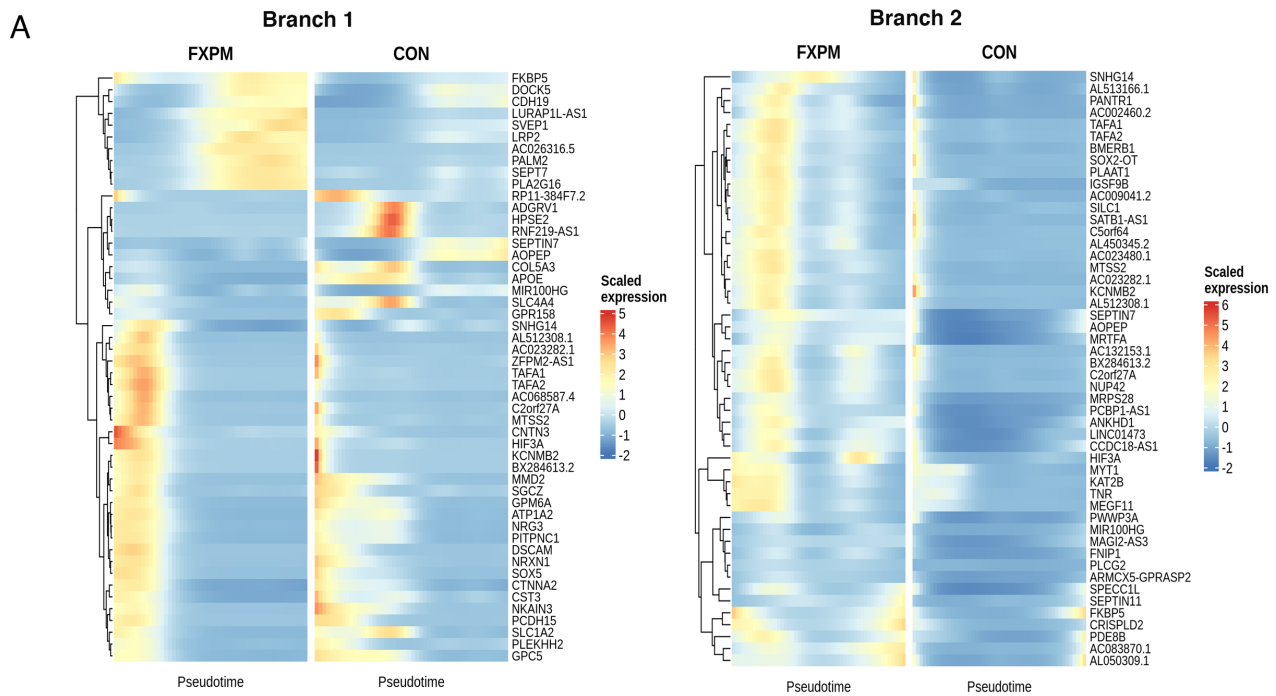 A
Branch 1
FXPM
CON
FKBP5
DOCK5
CDH19
LURAP1L-AS1
SVEP1
LRP2
AC026316.5
PALM2
SEPT7
PLA2G16
RP11-384F7.2
ADGRV1
HPSE2
RNF219-AS1
SEPTIN7
AOPEP
COL5A3
APOE
MIR100HG
SLC4A4
GPR158
SNHG14
AL512308.1
AC023282.1
ZFPM2-AS1
TAFA1
TAFA2
AC068587.4
C2orf27A
MTSS2
CNTN3
HIF3A
KCNMB2
BX284613.2
MMD2
SGCZ
GPM6A
ATP1A2
NRG3
PITPNC1
DSCAM
NRXN1
SOX5
CTNNA2
CST3
NKAIN3
PCDH15
SLC1A2
PLEKHH2
GPC5
Pseudotime
Pseudotime
Scaled
expression
5
4
3
2
1
0
-1
-2
Branch 2
FXPM
CON
SNHG14
AL513166.1
PANTR1
AC002460.2
TAFA1
TAFA2
BMERB1
SOX2-OT
PLAAT1
IGSF9B
AC009041.2
SILC1
SATB1-AS1
C5orf64
AL450345.2
AC023480.1
MTSS2
AC023282.1
KCNMB2
AL512308.1
SEPTIN7
AOPEP
MRTFA
AC132153.1
BX284613.2
C2orf27A
NUP42
MRPS28
PCBP1-AS1
ANKHD1
LINC01473
CCDC18-AS1
HIF3A
MYT1
KAT2B
TNR
MEGF11
PWWP3A
MIR100HG
MAGI2-AS3
FNIP1
PLCG2
ARMCX5-GPRASP2
SPECC1L
SEPTIN11
FKBP5
CRISPLD2
PDE8B
AC083870.1
AL050309.1
Pseudotime
Pseudotime
Scaled
expression
6
5
4
3
2
1
0
-1
-2